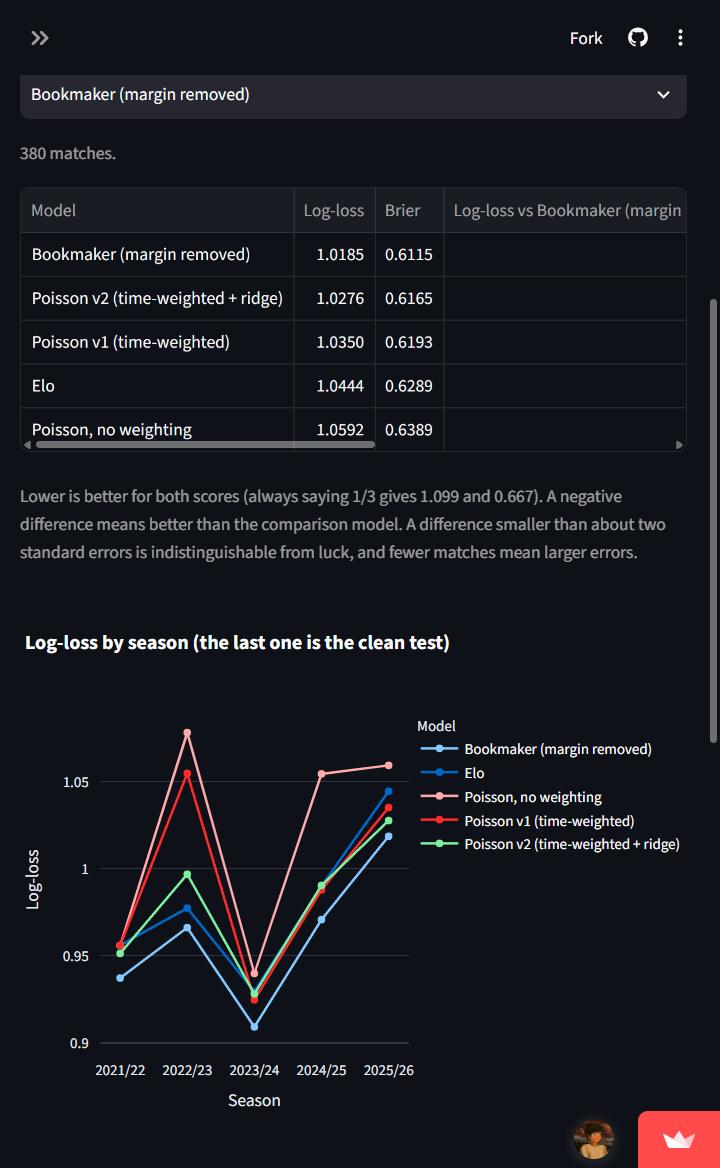 Fork
Bookmaker (margin removed)
380 matches.
Model Log-loss Brier Log-loss vs Bookmaker (margin
Bookmaker (margin removed) 1.0185 0.6115
Poisson v2 (time-weighted + ridge) 1.0276 0.6165
Poisson v1 (time-weighted) 1.0350 0.6193
Elo 1.0444 0.6289
Poisson, no weighting 1.0592 0.6389
Lower is better for both scores (always saying 1/3 gives 1.099 and 0.667). A negative
difference means better than the comparison model. A difference smaller than about two
standard errors is indistinguishable from luck, and fewer matches mean larger errors.
Log-loss by season (the last one is the clean test)
Model
Bookmaker (margin removed)
Elo
Poisson, no weighting
Poisson v1 (time-weighted)
Poisson v2 (time-weighted + ridge)
Log-loss
1.05
1
0.95
0.9
2021/22 2022/23 2023/24 2024/25 2025/26
Season